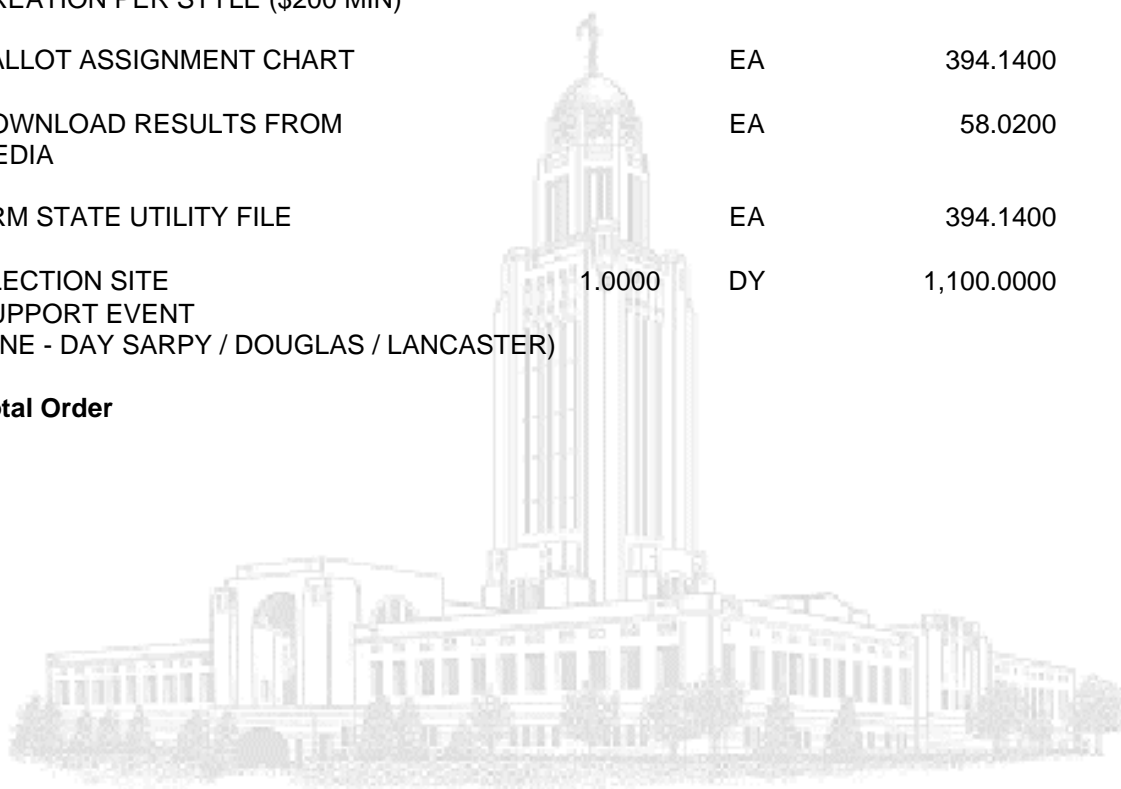 REATION PER STYLE ($200 MIN)
ALLOT ASSIGNMENT CHART EA 394.1400
OWNLOAD RESULTS FROM EA 58.0200
EDIA
RM STATE UTILITY FILE EA 394.1400
LECTION SITE 1.0000 DY 1,100.0000
UPPORT EVENT
NE - DAY SARPY / DOUGLAS / LANCASTER)
otal Order